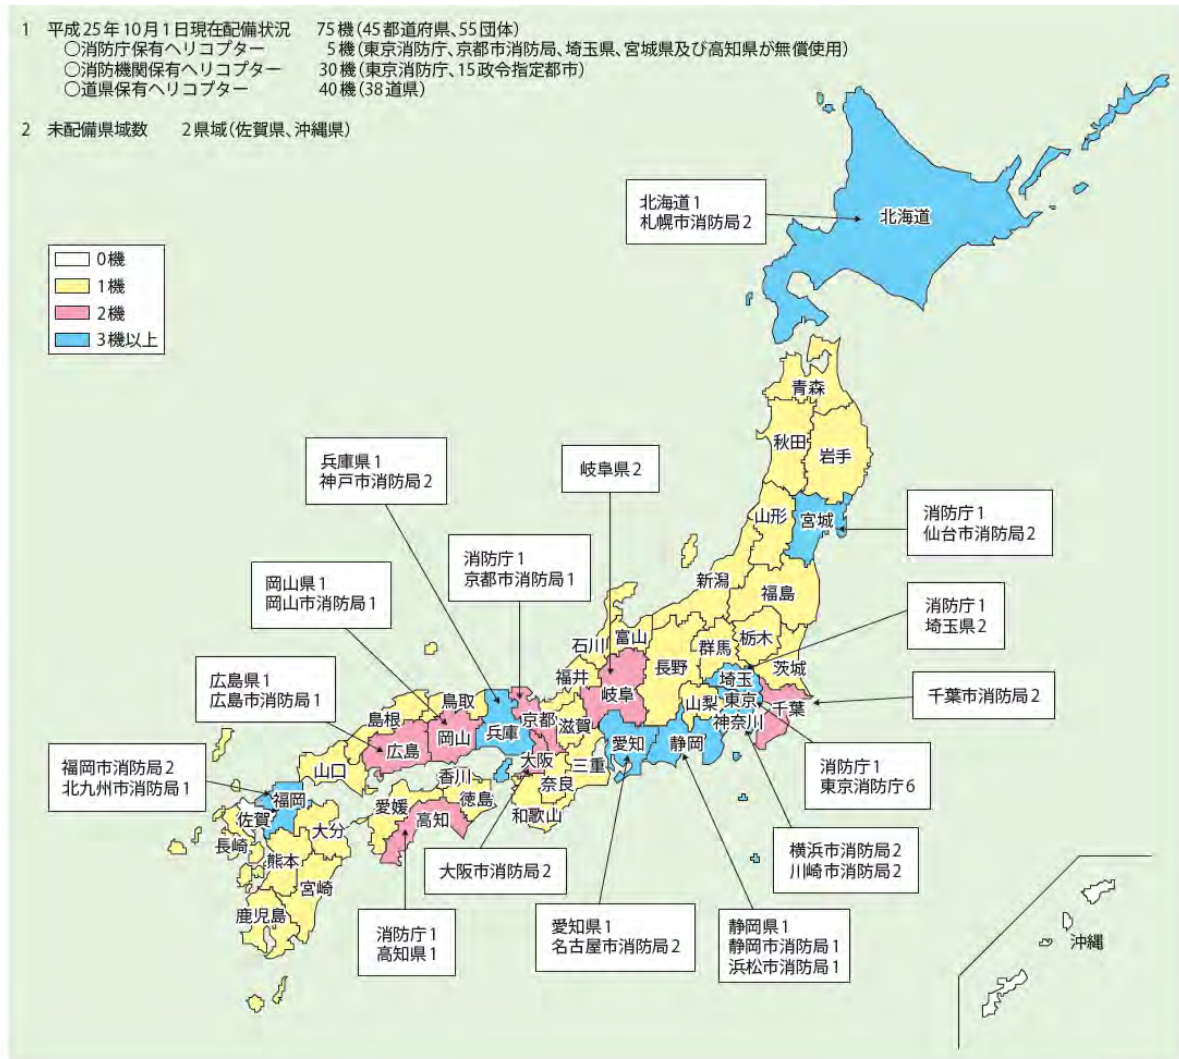 1 平成25年10月1日現在配備状況 75機(45都道府県、55団体)
○消防庁保有ヘリコプター 5機(東京消防庁、京都市消防局、埼玉県、宮城県及び高知県が無償使用)
○消防機関保有ヘリコプター 30機(東京消防庁、15政令指定都市)
○道県保有ヘリコプター 40機(38道県)
2 未配備県域数 2県域(佐賀県、沖縄県)
0機
1機
2機
3機以上
北海道1
札幌市消防局2
北海道
青森
秋田
岩手
山形
宮城
消防庁1
仙台市消防局2
兵庫県1
神戸市消防局2
岐阜県2
消防庁1
京都市消防局1
岡山県1
岡山市消防局1
広島県1
広島市消防局1
福岡市消防局2
北九州市消防局1
新潟
福島
消防庁1
埼玉県2
千葉市消防局2
石川
富山
群馬
栃木
茨城
福井
長野
埼玉
岐阜
山梨
東京
千葉
神奈川
鳥取
島根
京都
滋賀
岡山
兵庫
広島
愛知
静岡
大阪
三重
山口
香川
奈良
福岡
愛媛
徳島
佐賀
高知
和歌山
大分
長崎
熊本
宮崎
鹿児島
消防庁1
東京消防庁6
横浜市消防局2
川崎市消防局2
大阪市消防局2
消防庁1
高知県1
愛知県1
名古屋市消防局2
静岡県1
静岡市消防局1
浜松市消防局1
沖縄